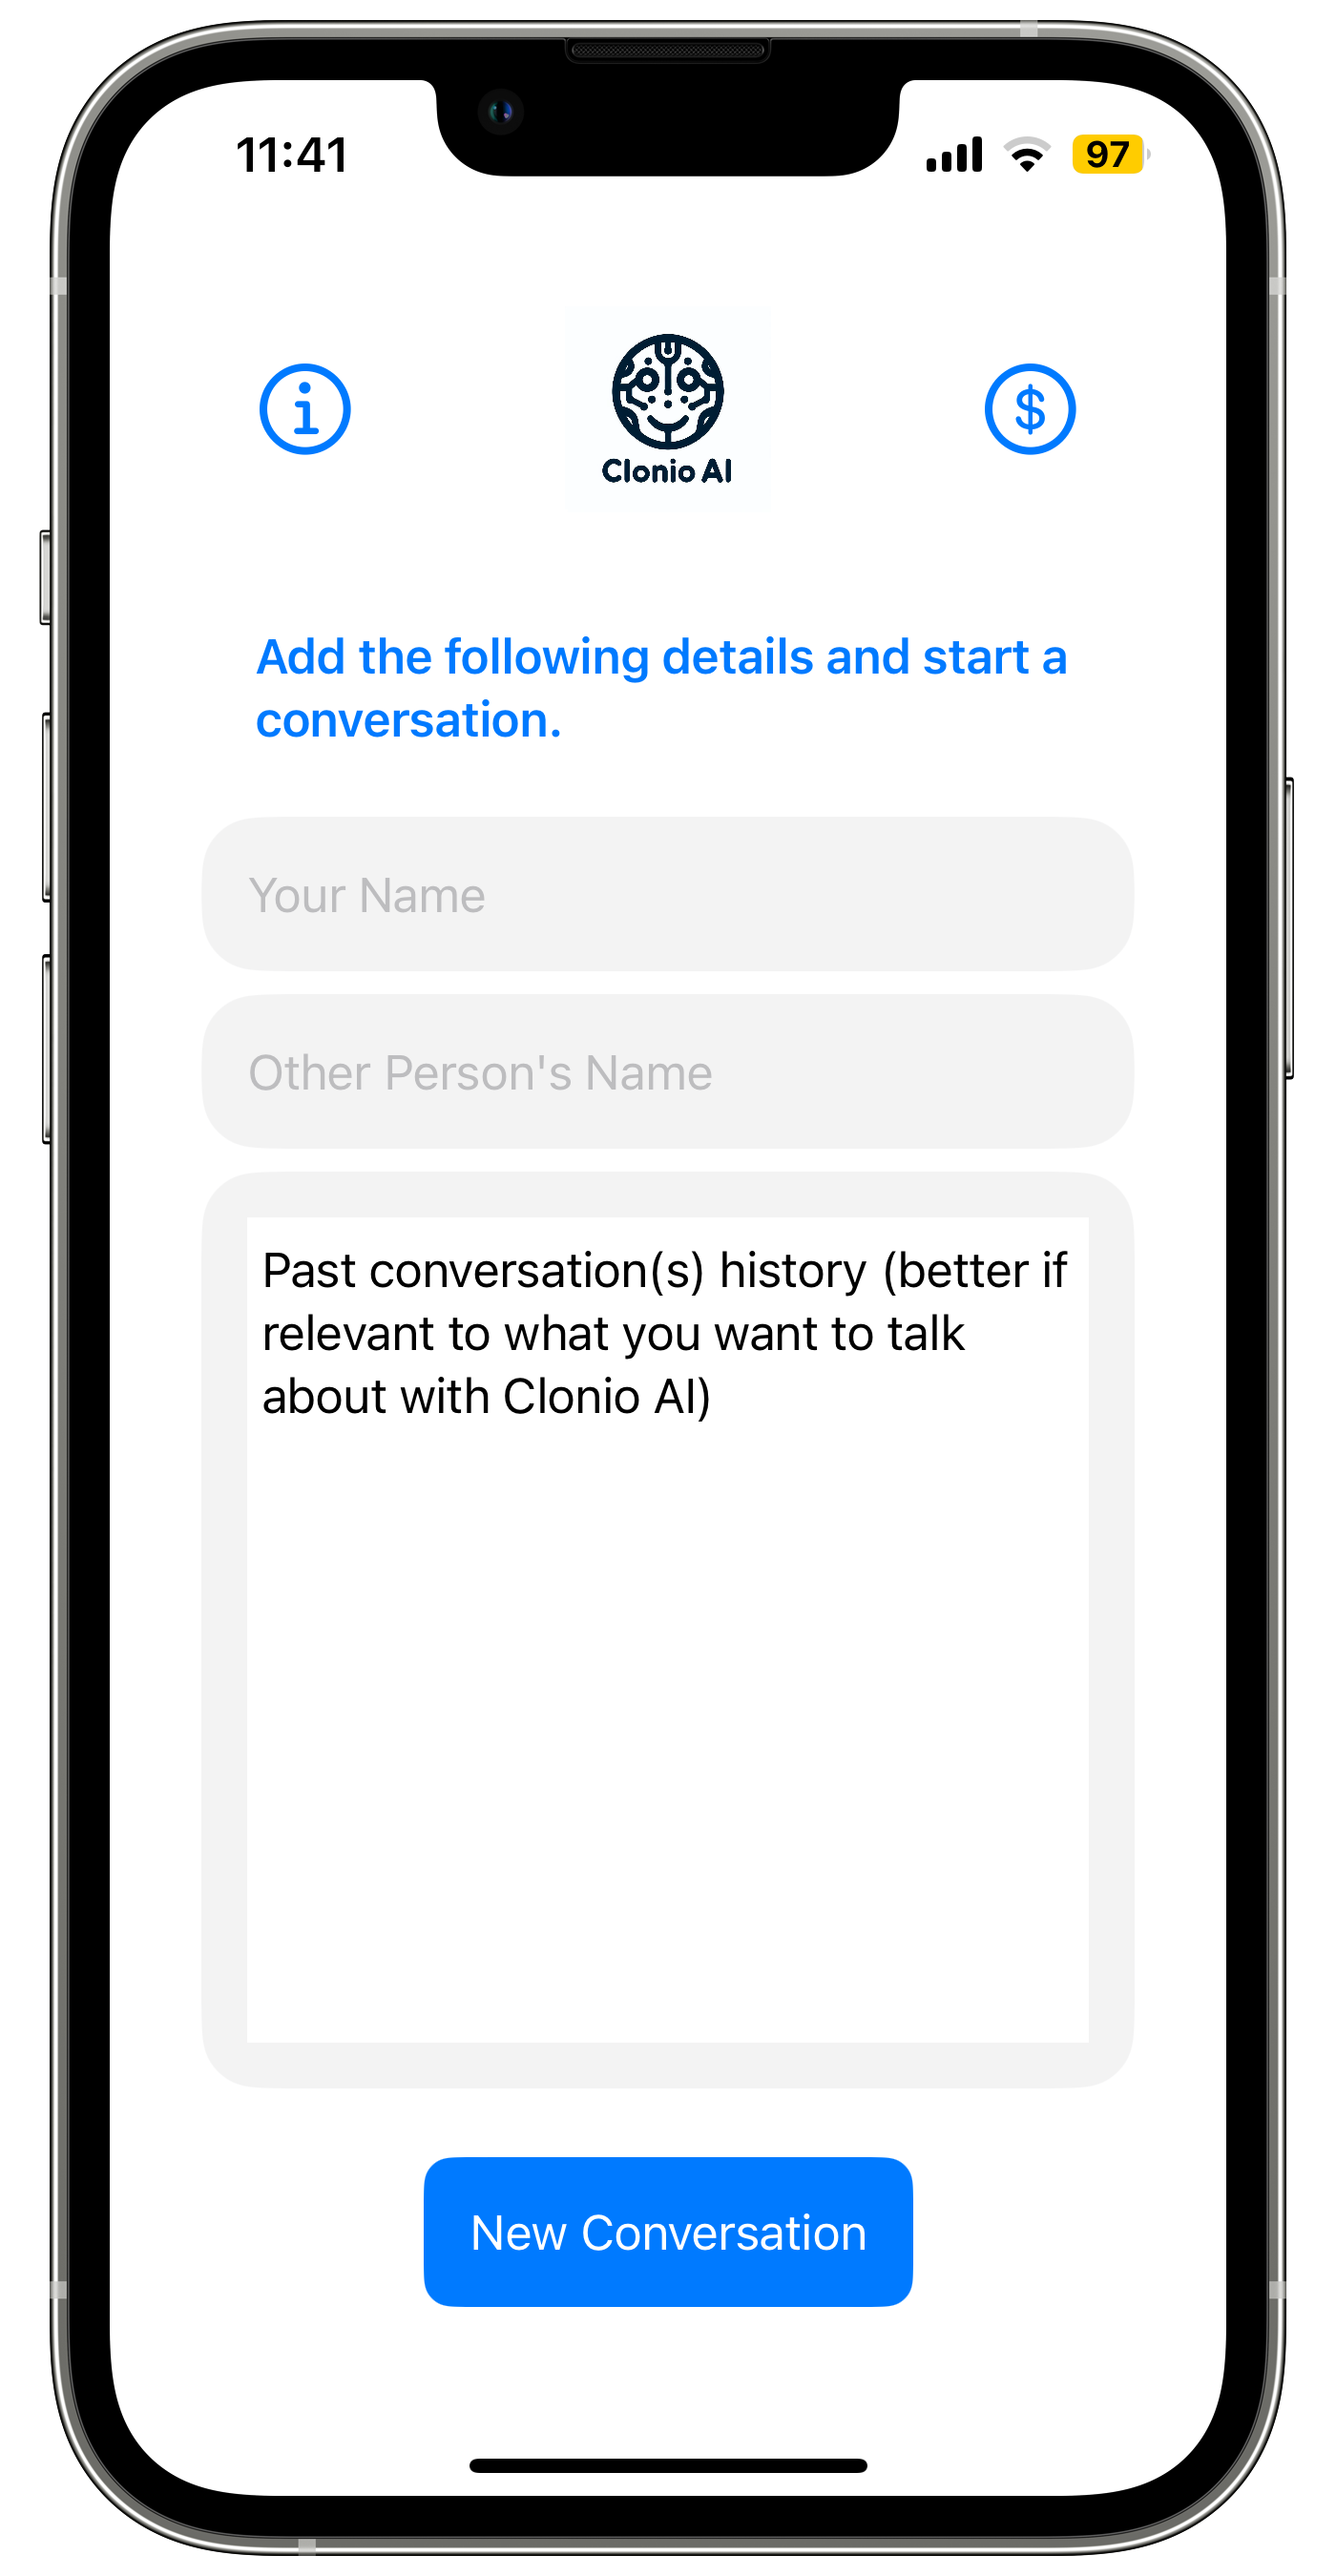 11:41
97
Clonio AI
Add the following details and start a
conversation.
Your Name
Other Person's Name
Past conversation(s) history (better if
relevant to what you want to talk
about with Clonio AI)
New Conversation